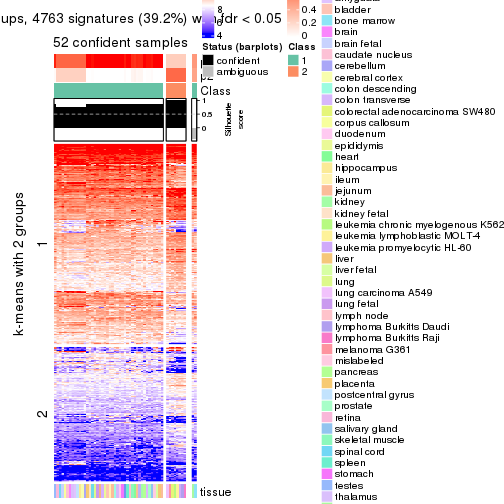 ups, 4763 signatures (39.2%) with fdr < 0.05
52 confident samples
p2
Class
1
0.5
0
Silhouette
score
k-means with 2 groups
1
2
tissue
8
6
Status (barplots)
confident
ambiguous
0.4
0.2
0
Class
1
2
bladder
bone marrow
brain
brain fetal
caudate nucleus
cerebellum
cerebral cortex
colon descending
colon transverse
colorectal adenocarcinoma SW480
corpus callosum
duodenum
epididymis
heart
hippocampus
ileum
jejunum
kidney
kidney fetal
leukemia chronic myelogenous K562
leukemia lymphoblastic MOLT-4
leukemia promyelocytic HL-60
liver
liver fetal
lung
lung carcinoma A549
lung fetal
lymph node
lymphoma Burkitts Daudi
lymphoma Burkitts Raji
melanoma G361
mislabeled
pancreas
placenta
postcentral gyrus
prostate
retina
salivary gland
skeletal muscle
spinal cord
spleen
stomach
testes
thalamus